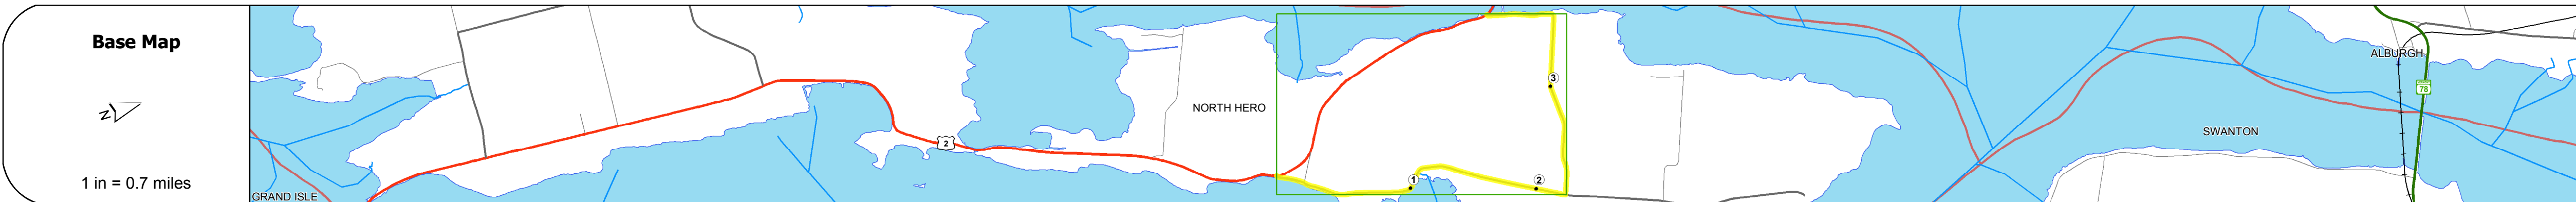 Base Map
N
1 in = 0.7 miles
GRAND ISLE
2
NORTH HERO
1
2
3
SWANTON
ALBURGH
78